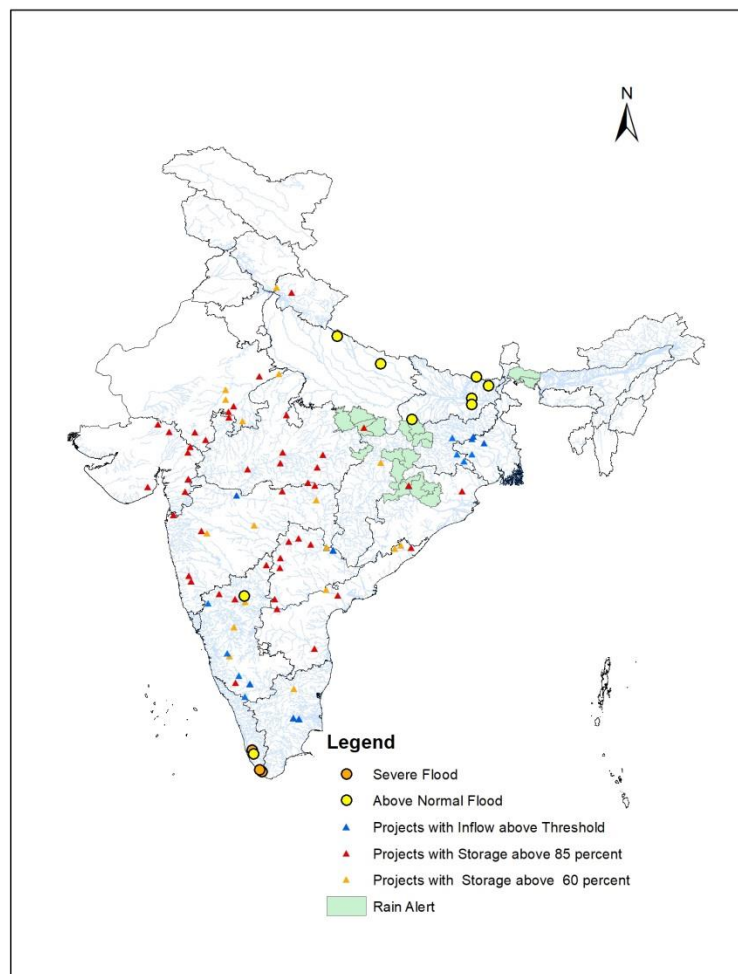 N
Legend
Severe Flood
Above Normal Flood
Projects with Inflow above Threshold
Projects with Storage above 85 percent
Projects with Storage above 60 percent
Rain Alert